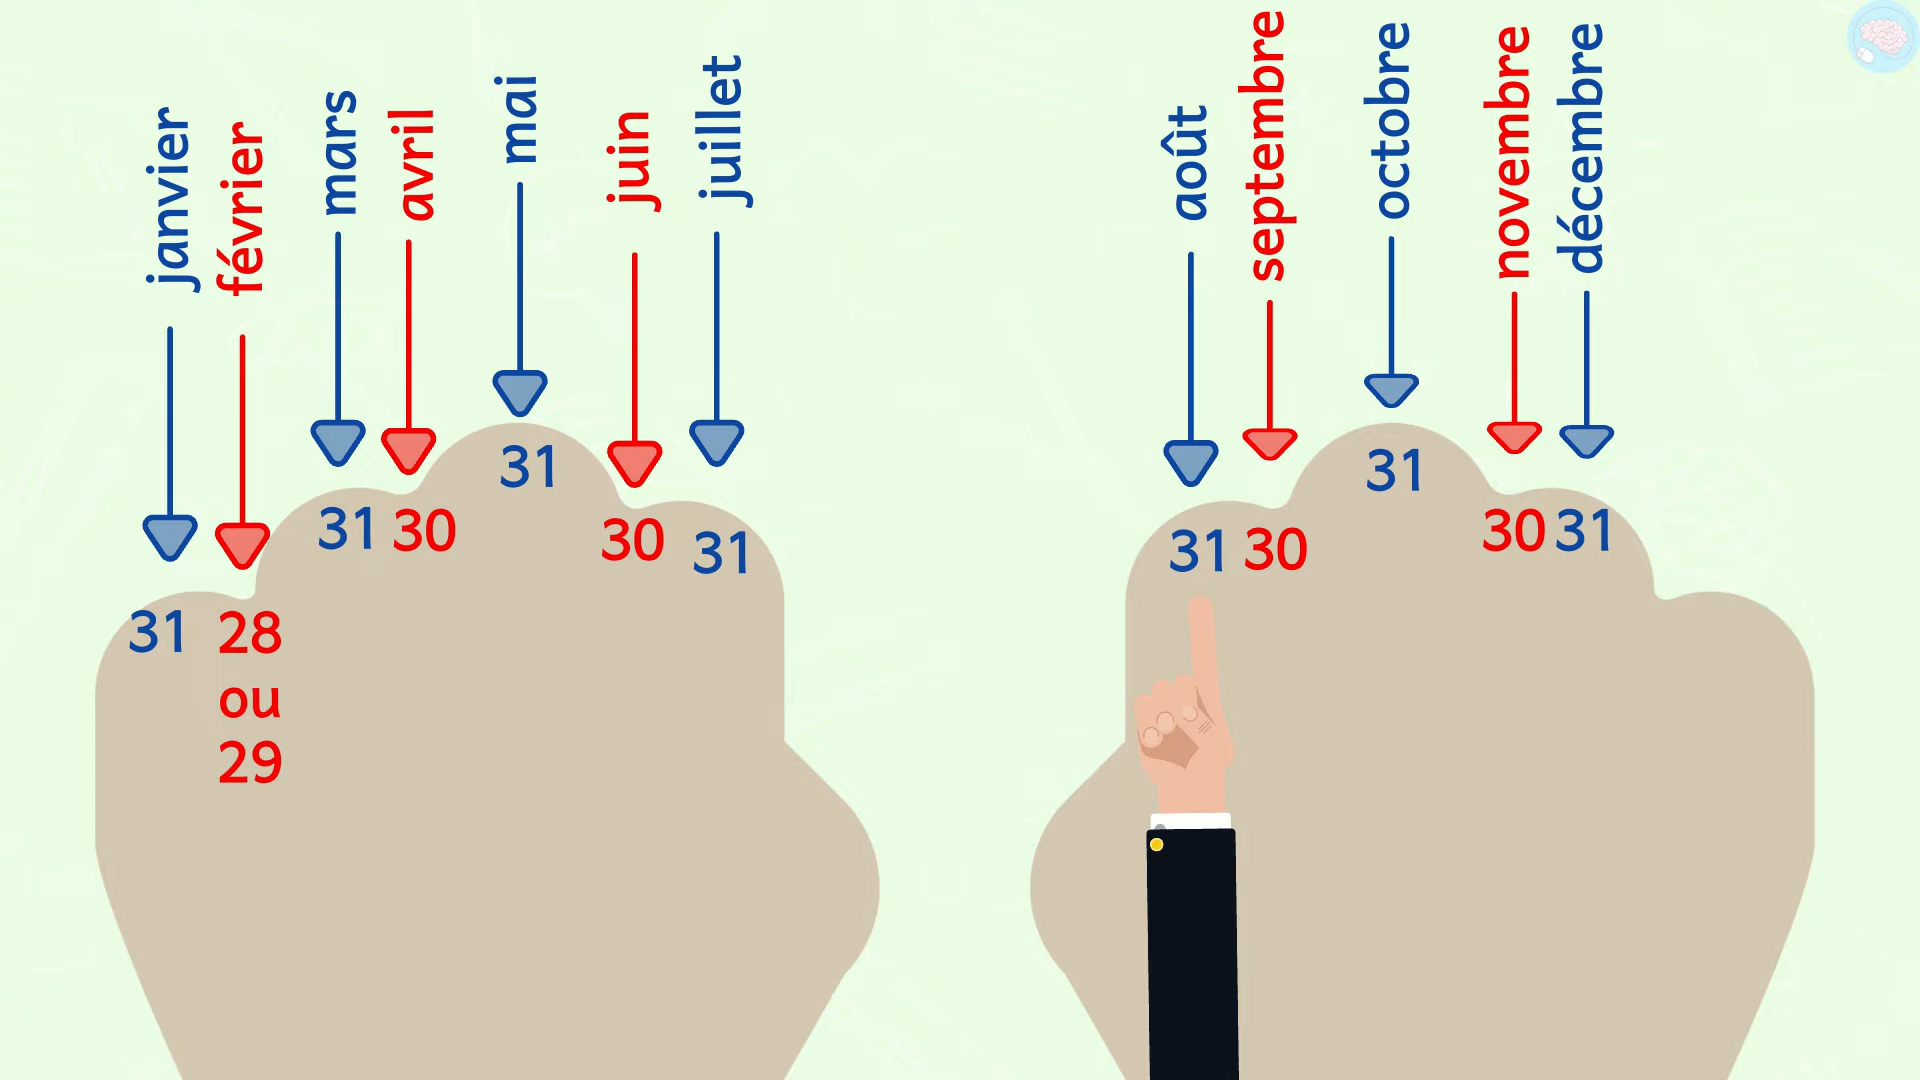 janvier
février
mars
avril
mai
juin
juillet
août
septembre
octobre
novembre
décembre
31
28
ou
29
31
30
31
30
31
31
30
31
30
31